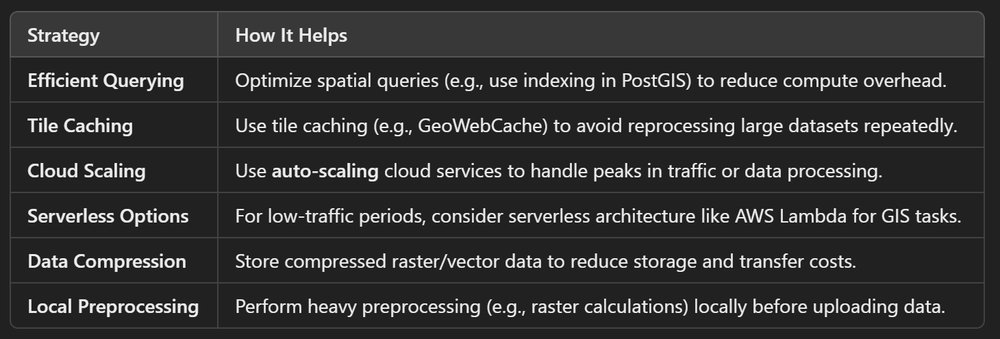 Strategy How It Helps
Efficient Querying Optimize spatial queries (e.g., use indexing in PostGIS) to reduce compute overhead.
Tile Caching Use tile caching (e.g., GeoWebCache) to avoid reprocessing large datasets repeatedly.
Cloud Scaling Use auto-scaling cloud services to handle peaks in traffic or data processing.
Serverless Options For low-traffic periods, consider serverless architecture like AWS Lambda for GIS tasks.
Data Compression Store compressed raster/vector data to reduce storage and transfer costs.
Local Preprocessing Perform heavy preprocessing (e.g., raster calculations) locally before uploading data.